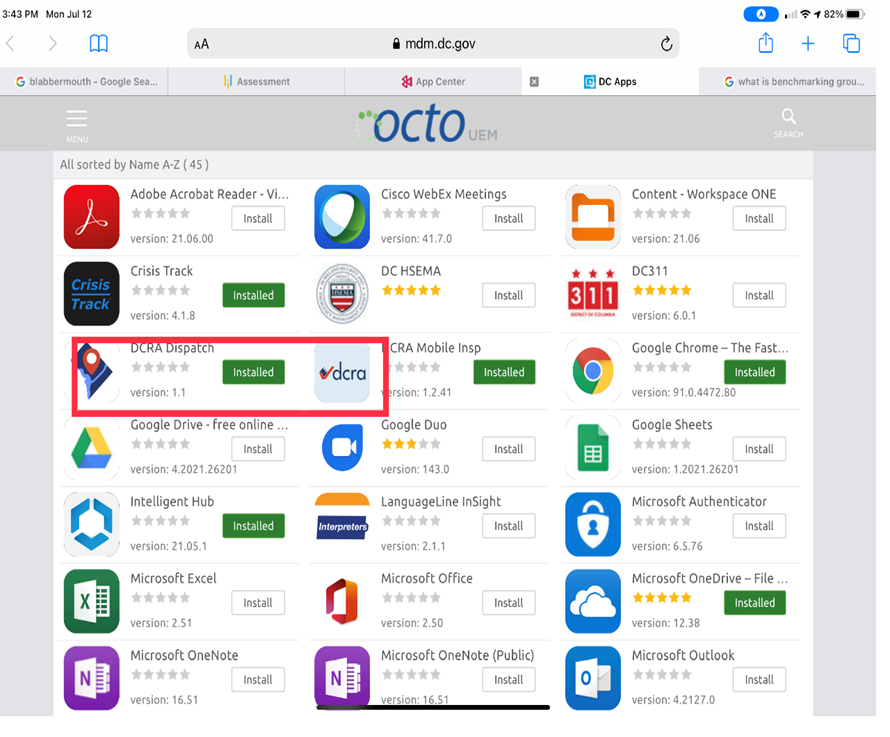 3:43 PM Mon Jul 12
82%
AA
mdm.dc.gov
blabbermouth - Google Sea...
Assessment
App Center
DC Apps
what is benchmarking grou...
MENU
octo UEM
SEARCH
All sorted by Name A-Z ( 45 )
Adobe Acrobat Reader - Vi...
Install
version: 21.06.00
Cisco WebEx Meetings
Install
version: 41.7.0
Content - Workspace ONE
Install
version: 21.06
Crisis Track
Crisis Track
Installed
version: 4.1.8
HSEMA
DC HSEMA
Install
311
DISTRICT OF COLUMBIA
DC311
Install
version: 6.0.1
DCRA Dispatch
Installed
version: 1.1
dcra
DCRA Mobile Insp
Installed
version: 1.2.41
Google Chrome – The Fast...
Installed
version: 91.0.4472.80
Google Drive - free online ...
Install
version: 4.2021.26201
Google Duo
Install
version: 143.0
Google Sheets
Install
version: 1.2021.26201
Intelligent Hub
Installed
version: 21.05.1
Interpreters
LanguageLine InSight
Install
version: 2.1.1
Microsoft Authenticator
Install
version: 6.5.76
X
Microsoft Excel
Install
version: 2.51
Microsoft Office
Install
version: 2.50
Microsoft OneDrive – File ...
Installed
version: 12.38
N
Microsoft OneNote
Install
version: 16.51
N
Microsoft OneNote (Public)
Install
version: 16.51
O
Microsoft Outlook
Install
version: 4.2127.0